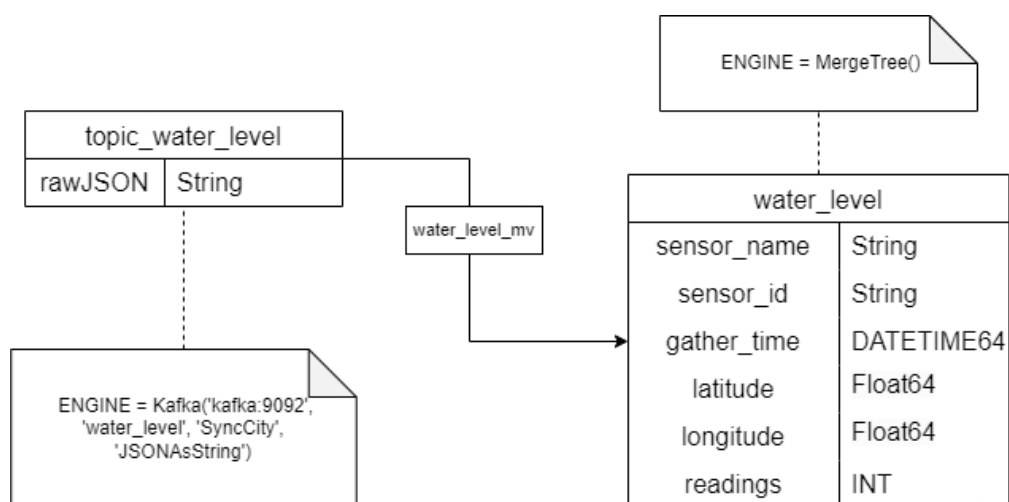 ENGINE = MergeTree()
topic_water_level
rawJSON String
water_level_mv
water_level
sensor_name String
sensor_id String
gather_time DATETIME64
latitude Float64
longitude Float64
readings INT
ENGINE = Kafka('kafka:9092',
'water_level', 'SyncCity',
'JSONAsString')